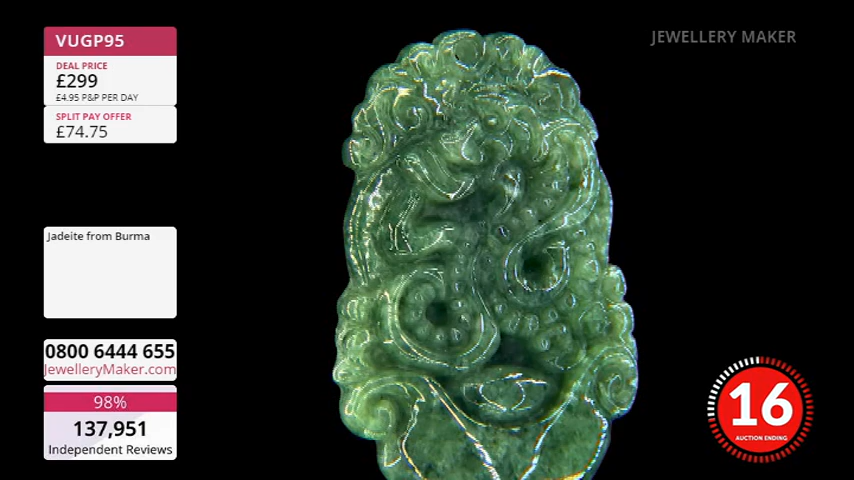 VUGP95
DEAL PRICE
£299
£4.95 P&P PER DAY
SPLIT PAY OFFER
£74.75
Jadeite from Burma
0800 6444 655
JewelleryMaker.com
98%
137,951
Independent Reviews
JEWELLERY MAKER
16
AUCTION ENDING